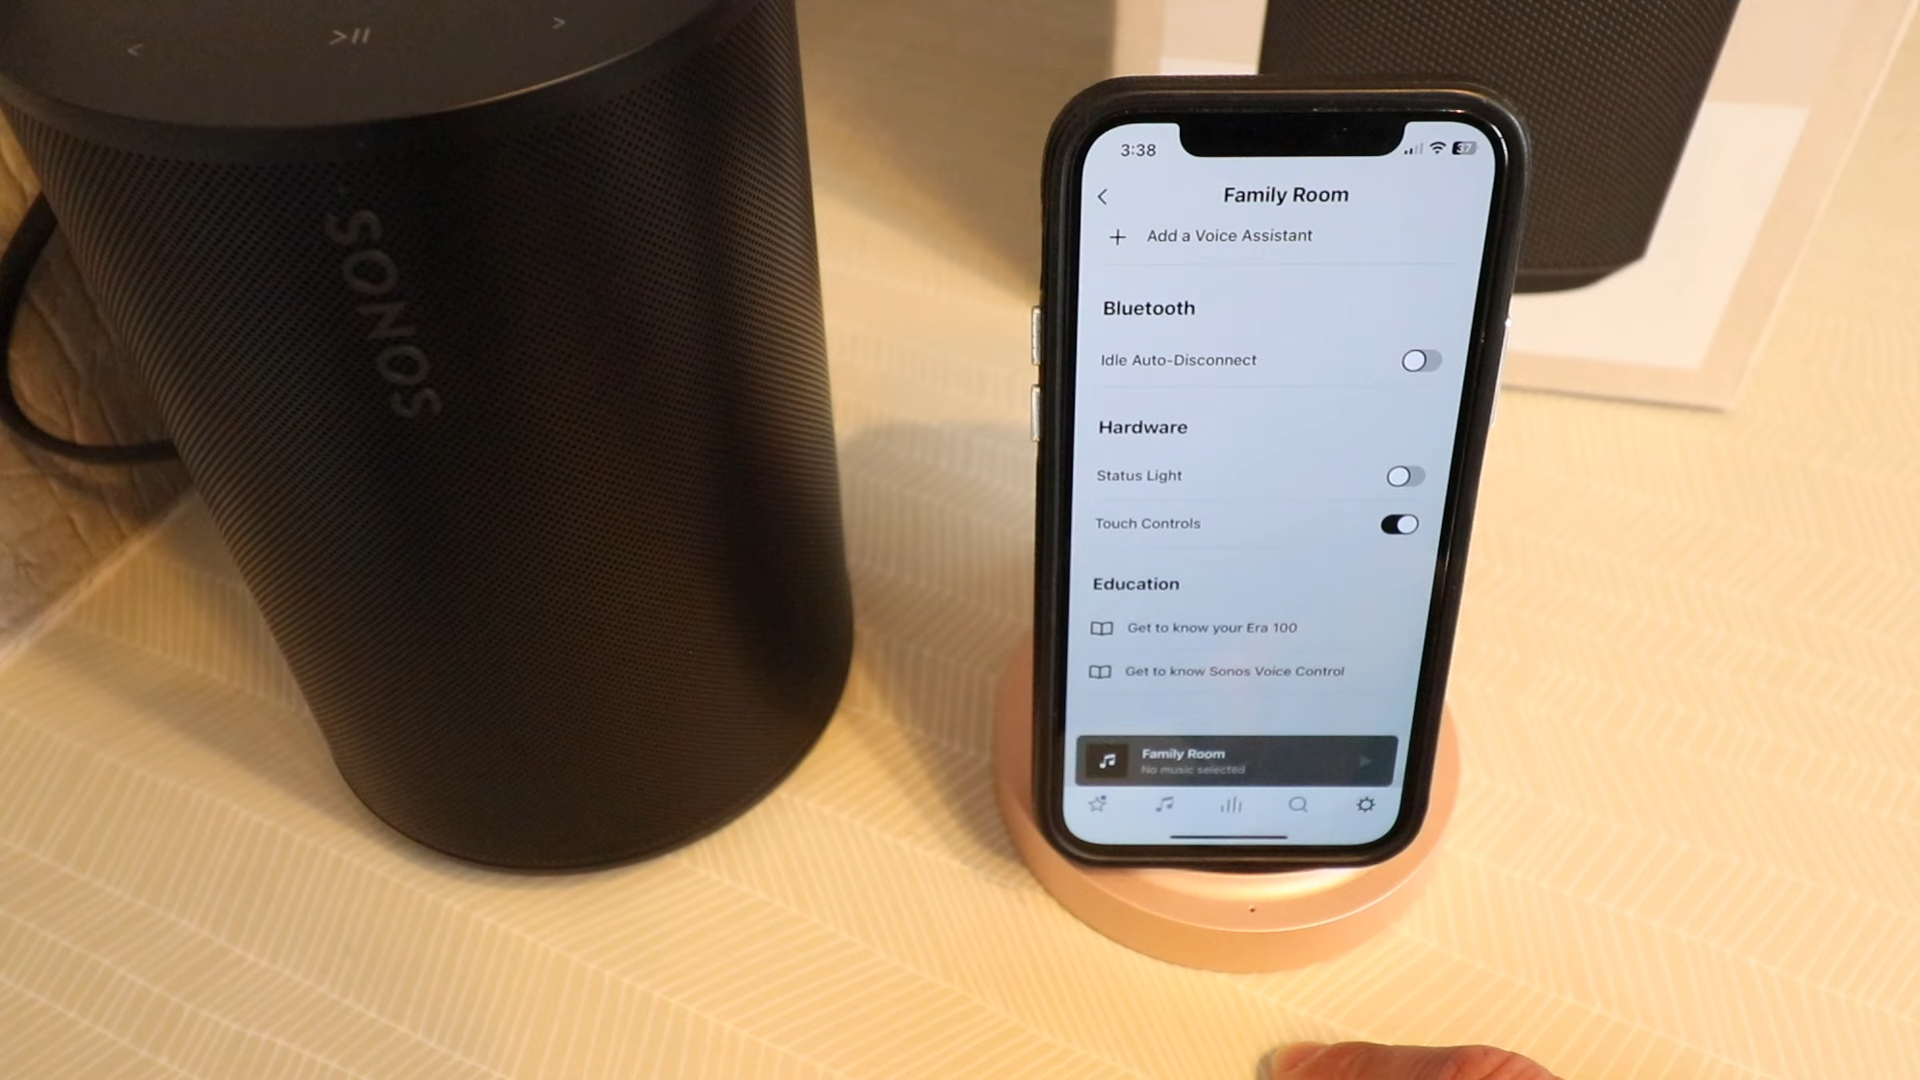 SONOS
3:38
37
Family Room
Add a Voice Assistant
Bluetooth
Idle Auto-Disconnect
Hardware
Status Light
Touch Controls
Education
Get to know your Era 100
Get to know Sonos Voice Control
Family Room
No music selected